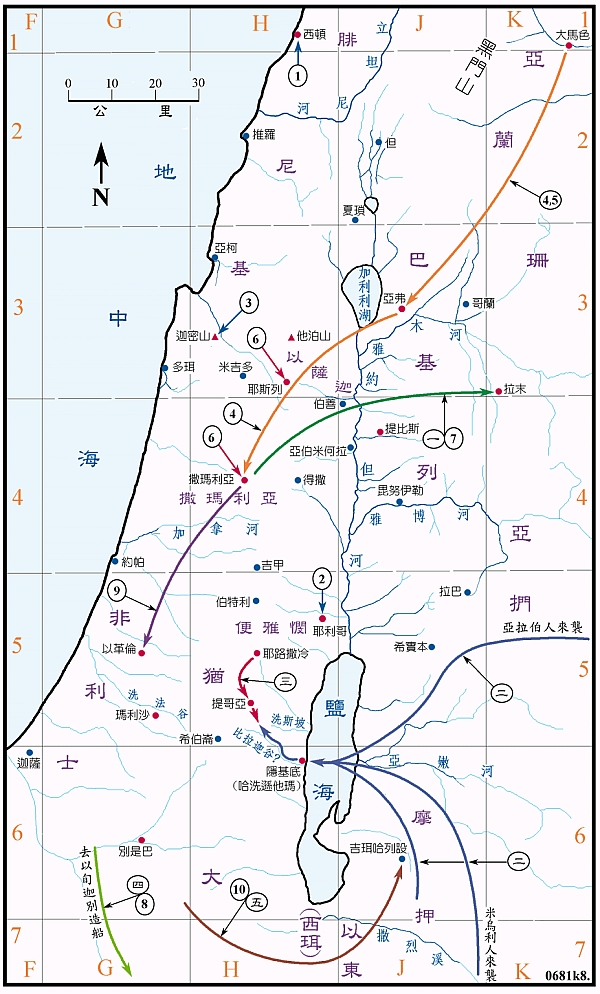 F G H J K
1
西頓
腓
立
坦
尼
河
黑門山
亞
大馬色
1
①
0 10 20 30
公 里
N
2
推羅
尼
但
蘭
2
地
夏瑣
4,5
亞柯
基
巴
珊
中
3
③
加利利湖
亞弗
哥蘭
3
迦密山
他泊山
木
河
⑥
以
雅
基
多珥
米吉多
耶斯列
薩
迦
約
拉末
伯善
④
⑥
提比斯
㊀ ⑦
海
亞伯米何拉
撒瑪利亞
得撒
但
列
4
撒瑪利亞
昆努伊勒
4
加拿河
雅博河
亞
約帕
吉甲
河
⑨
②
拉巴
伯特利
非
便雅憫
耶利哥
捫
亞拉伯人來襲
5
以革倫
耶路撒冷
希實本
5
猶
㊂
利
洗法谷
提哥亞
鹽
㊁
瑪利沙
洗斯坡
希伯崙
比拉迦谷?
迦薩
士
亞嫩河
隱基底
(哈洗遜他瑪)
海
摩
6
別是巴
吉珥哈列設
㊁
6
去以旬迦別造船
㊃
⑧
大
⑩ ㊄
押
(西珥)
以
撒烈溪
米烏利人來襲
7
東
7
F G H J K
0681k8.